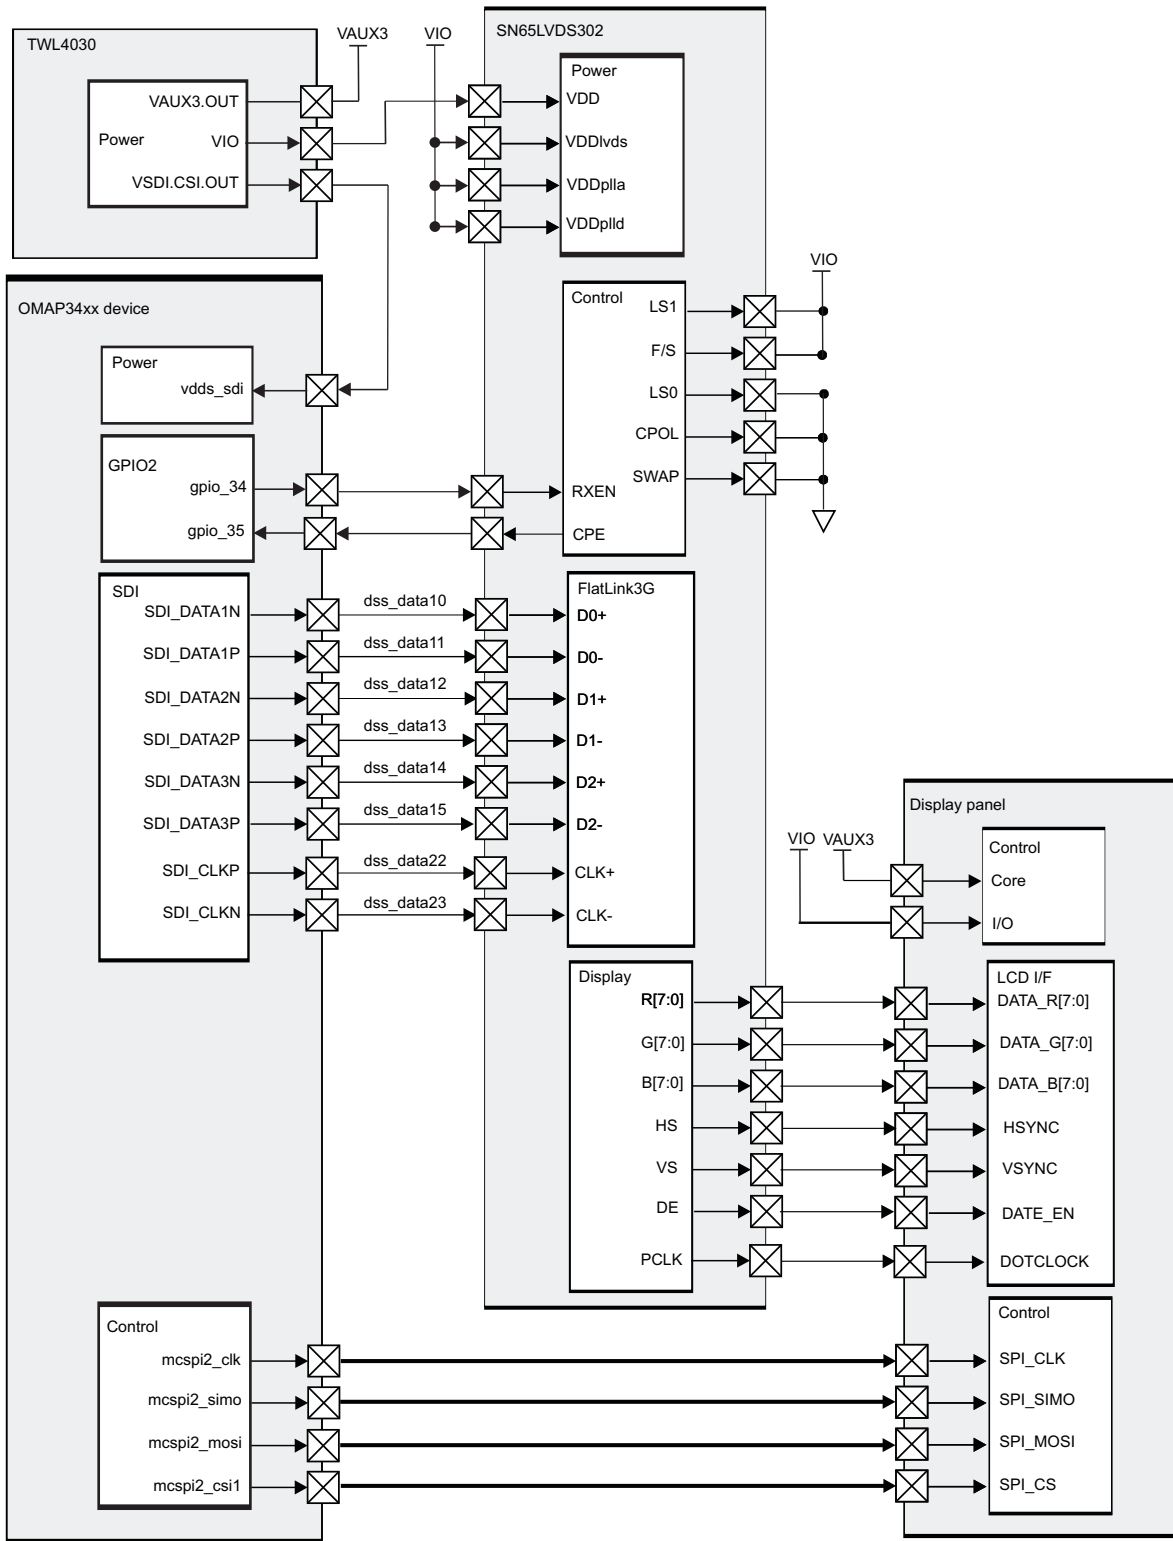 TWL4030
VAUX3
VIO
SN65LVDS302
VAUX3.OUT
Power
VIO
VSDI.CSI.OUT
Power
VDD
VDDlvds
VDDplla
VDDplld
OMAP34xx device
Power
vdds_sdi
GPIO2
gpio_34
gpio_35
Control
LS1
F/S
LS0
CPOL
SWAP
RXEN
CPE
VIO
SDI
SDI_DATA1N
SDI_DATA1P
SDI_DATA2N
SDI_DATA2P
SDI_DATA3N
SDI_DATA3P
SDI_CLKP
SDI_CLKN
dss_data10
dss_data11
dss_data12
dss_data13
dss_data14
dss_data15
dss_data22
dss_data23
FlatLink3G
D0+
D0-
D1+
D1-
D2+
D2-
CLK+
CLK-
Display
R[7:0]
G[7:0]
B[7:0]
HS
VS
DE
PCLK
Display panel
VIO
VAUX3
Control
Core
I/O
LCD I/F
DATA_R[7:0]
DATA_G[7:0]
DATA_B[7:0]
HSYNC
VSYNC
DATE_EN
DOTCLOCK
Control
mcspi2_clk
mcspi2_simo
mcspi2_mosi
mcspi2_csi1
Control
SPI_CLK
SPI_SIMO
SPI_MOSI
SPI_CS